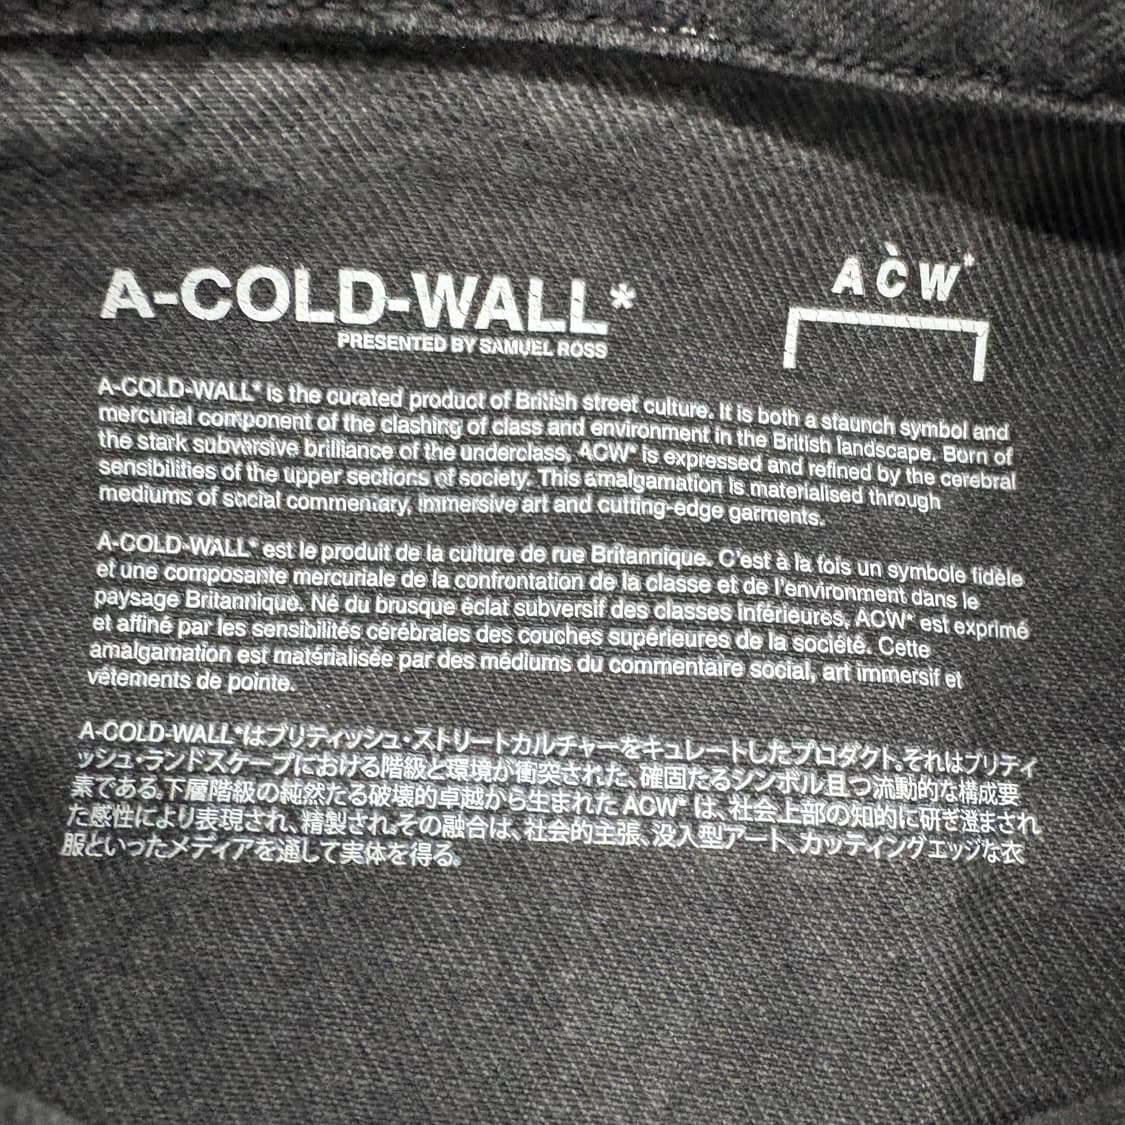 A-COLD-WALL*
PRESENTED BY SAMUEL ROSS
AĊW*
A-COLD-WALL* is the curated product of British street culture. It is both a staunch symbol and
mercurial component of the clashing of class and environment in the British landscape. Born of
the stark subversive brilliance of the underclass, ACW* is expressed and refined by the cerebral
sensibilities of the upper sections of society. This amalgamation is materialised through
mediums of social commentary, immersive art and cutting-edge garments.
A-COLD-WALL* est le produit de la culture de rue Britannique. C'est à la fois un symbole fidèle
et une composante mercuriale de la confrontation de la classe et de l'environment dans le
paysage Britannique. Né du brusque éclat subversif des classes inférieures, ACW* est exprimé
et affiné par les sensibilités cérébrales des couches supérieures de la société. Cette
amalgamation est matérialisée par des médiums du commentaire social, art immersif et
vêtements de pointe.
A-COLD-WALL*はブリティッシュ・ストリートカルチャーをキュレートしたプロダクト。それはブリティ
ッシュ・ランドスケープにおける階級と環境が衝突された、確固たるシンボル且つ流動的な構成要
素である。下層階級の純然たる破壊的卓越から生まれた ACW* は、社会上部の知的に研ぎ澄まされ
た感性により表現され、精製され。その融合は、社会的主張、没入型アート、カッティングエッジな衣
服といったメディアを通して実体を得る。